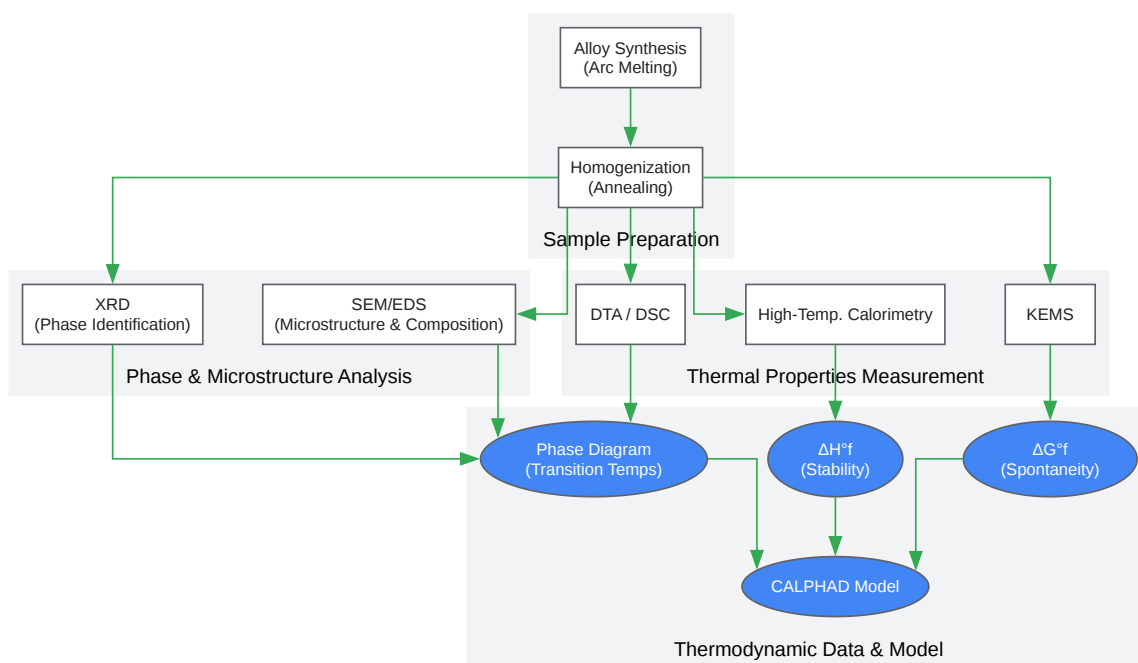 Alloy Synthesis
(Arc Melting)
Homogenization
(Annealing)
Sample Preparation
XRD
(Phase Identification)
SEM/EDS
(Microstructure & Composition)
DTA / DSC
High-Temp. Calorimetry
KEMS
Phase & Microstructure Analysis
Thermal Properties Measurement
Phase Diagram
(Transition Temps)
ΔH°f
(Stability)
ΔG°f
(Spontaneity)
CALPHAD Model
Thermodynamic Data & Model